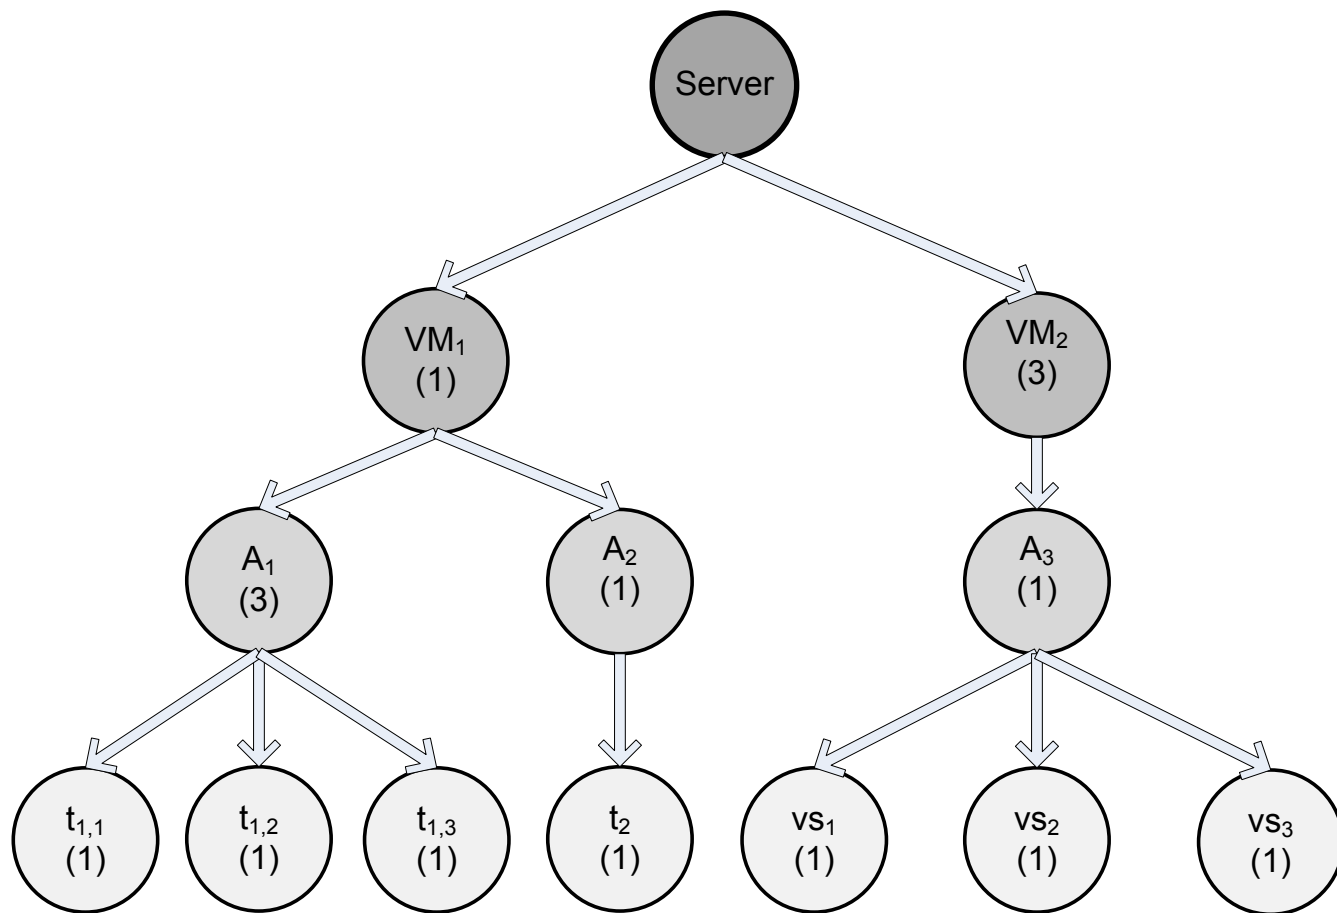 Server
VM₁
(1)
VM₂
(3)
A₁
(3)
A₂
(1)
A₃
(1)
t₁,₁
(1)
t₁,₂
(1)
t₁,₃
(1)
t₂
(1)
vs₁
(1)
vs₂
(1)
vs₃
(1)